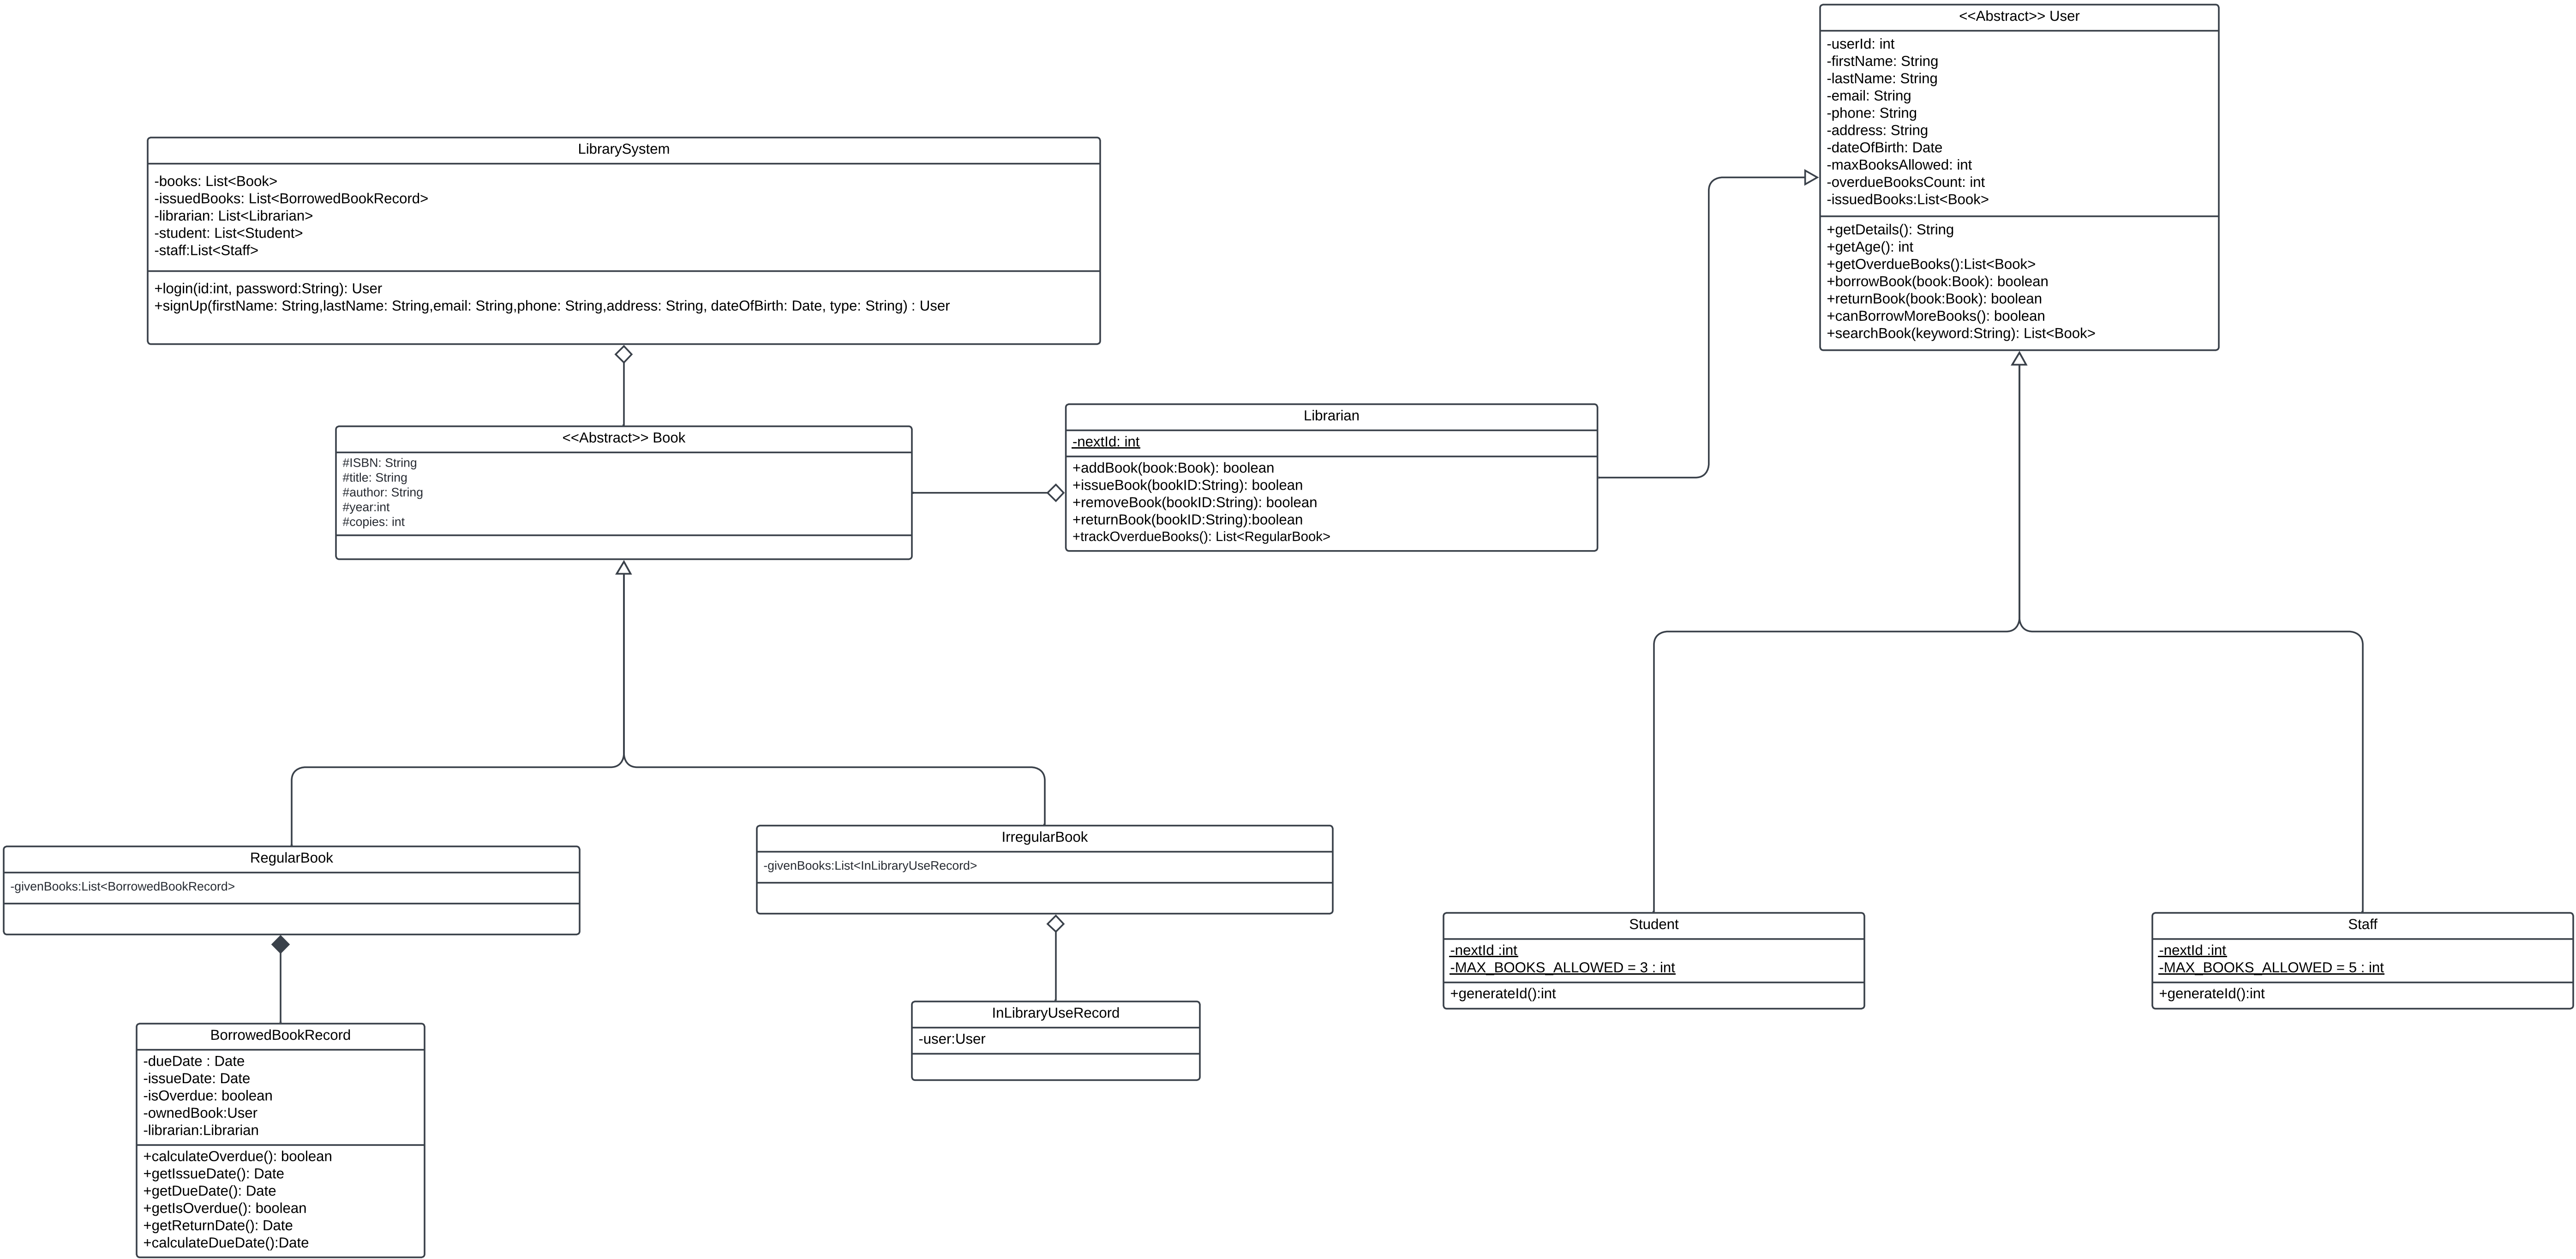 <<Abstract>> User
-userId: int
-firstName: String
-lastName: String
-email: String
-phone: String
-address: String
-dateOfBirth: Date
-maxBooksAllowed: int
-overdueBooksCount: int
-issuedBooks:List<Book>
+getDetails(): String
+getAge(): int
+getOverdueBooks():List<Book>
+borrowBook(book:Book): boolean
+returnBook(book:Book): boolean
+canBorrowMoreBooks(): boolean
+searchBook(keyword:String): List<Book>
LibrarySystem
-books: List<Book>
-issuedBooks: List<BorrowedBookRecord>
-librarian: List<Librarian>
-student: List<Student>
-staff:List<Staff>
+login(id:int, password:String): User
+signUp(firstName: String,lastName: String,email: String,phone: String,address: String, dateOfBirth: Date, type: String) : User
<<Abstract>> Book
#ISBN: String
#title: String
#author: String
#year:int
#copies: int
Librarian
-nextId: int
+addBook(book:Book): boolean
+issueBook(bookID:String): boolean
+removeBook(bookID:String): boolean
+returnBook(bookID:String):boolean
+trackOverdueBooks(): List<RegularBook>
RegularBook
-givenBooks:List<BorrowedBookRecord>
IrregularBook
-givenBooks:List<InLibraryUseRecord>
Student
-nextId :int
-MAX_BOOKS_ALLOWED = 3 : int
+generateId():int
Staff
-nextId :int
-MAX_BOOKS_ALLOWED = 5 : int
+generateId():int
BorrowedBookRecord
-dueDate : Date
-issueDate: Date
-isOverdue: boolean
-ownedBook:User
-librarian:Librarian
+calculateOverdue(): boolean
+getIssueDate(): Date
+getDueDate(): Date
+getIsOverdue(): boolean
+getReturnDate(): Date
+calculateDueDate():Date
InLibraryUseRecord
-user:User